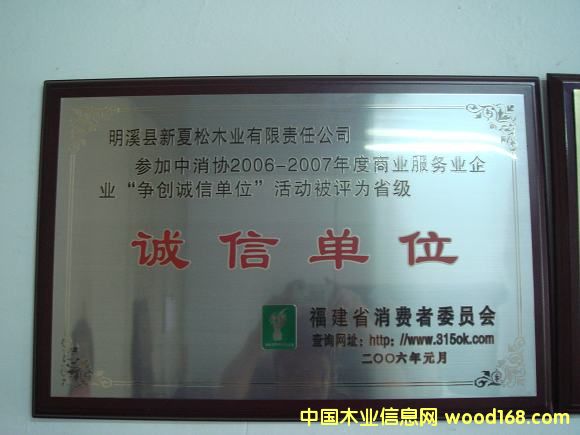 明溪县新夏松木业有限责任公司
参加中消协2006-2007年度商业服务业企
业“争创诚信单位”活动被评为省级
诚信单位
福建省消费者委员会
查询网址: http: //www.315ok.com
二〇〇六年元月
中国木业信息网 wood168.com